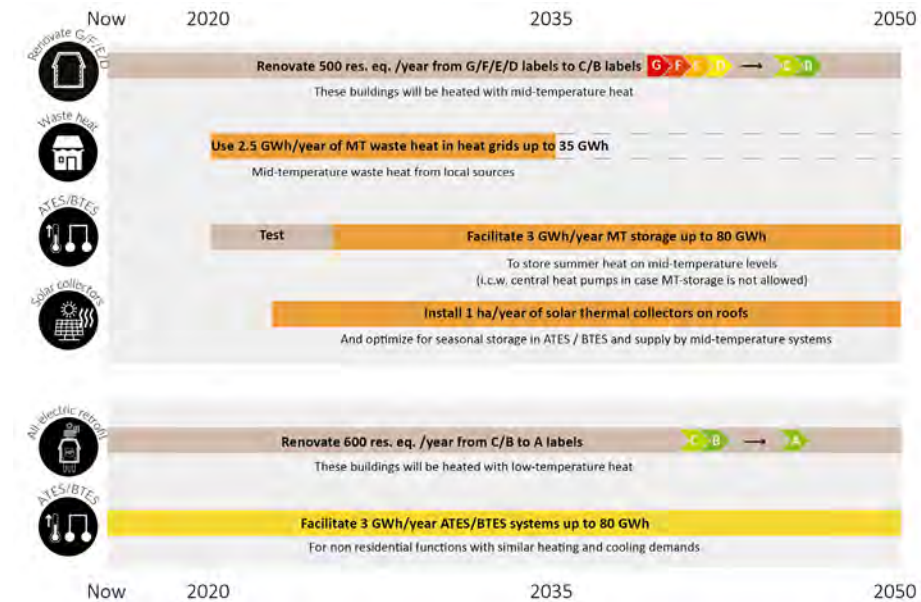 Now 2020 2035 2050
Renovate G/F/E/D
Renovate 500 res. eq. /year from G/F/E/D labels to C/B labels G F E D → C B
These buildings will be heated with mid-temperature heat
Waste heat
Use 2.5 GWh/year of MT waste heat in heat grids up to 35 GWh
Mid-temperature waste heat from local sources
ATES/BTES
Test Facilitate 3 GWh/year MT storage up to 80 GWh
To store summer heat on mid-temperature levels
(i.c.w. central heat pumps in case MT-storage is not allowed)
Solar collectors
Install 1 ha/year of solar thermal collectors on roofs
And optimize for seasonal storage in ATES / BTES and supply by mid-temperature systems
All-electric retrofit
Renovate 600 res. eq. /year from C/B to A labels C B → A
These buildings will be heated with low-temperature heat
ATES/BTES
Facilitate 3 GWh/year ATES/BTES systems up to 80 GWh
For non residential functions with similar heating and cooling demands
Now 2020 2035 2050